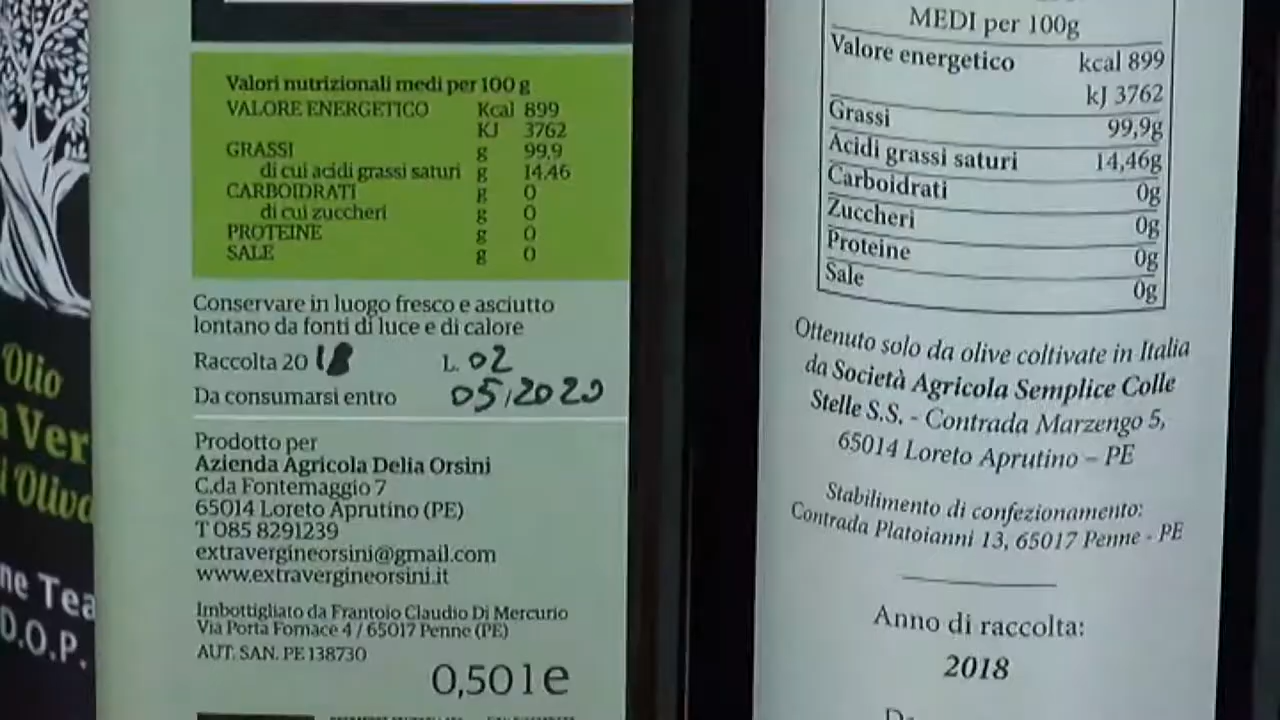 Olio
Ver
Oliva
ne Tea
D.O.P.
Valori nutrizionali medi per 100 g
VALORE ENERGETICO Kcal 899
KJ 3762
GRASSI g 99,9
di cui acidi grassi saturi g 14,46
CARBOIDRATI g 0
di cui zuccheri g 0
PROTEINE g 0
SALE g 0
Conservare in luogo fresco e asciutto
lontano da fonti di luce e di calore
Raccolta 2018 L. 02
Da consumarsi entro 05/2020
Prodotto per
Azienda Agricola Delia Orsini
C.da Fontemaggio 7
65014 Loreto Aprutino (PE)
T 085 8291239
extravergineorsini@gmail.com
www.extravergineorsini.it
Imbottigliato da Frantoio Claudio Di Mercurio
Via Porta Fornace 4 / 65017 Penne (PE)
AUT. SAN. PE 138730
0,50 l e
MEDI per 100g
Valore energetico kcal 899
kJ 3762
Grassi 99,9g
Acidi grassi saturi 14,46g
Carboidrati 0g
Zuccheri 0g
Proteine 0g
Sale 0g
Ottenuto solo da olive coltivate in Italia
da Società Agricola Semplice Colle
Stelle S.S. - Contrada Marzengo 5,
65014 Loreto Aprutino – PE
Stabilimento di confezionamento:
Contrada Platoianni 13, 65017 Penne - PE
Anno di raccolta:
2018